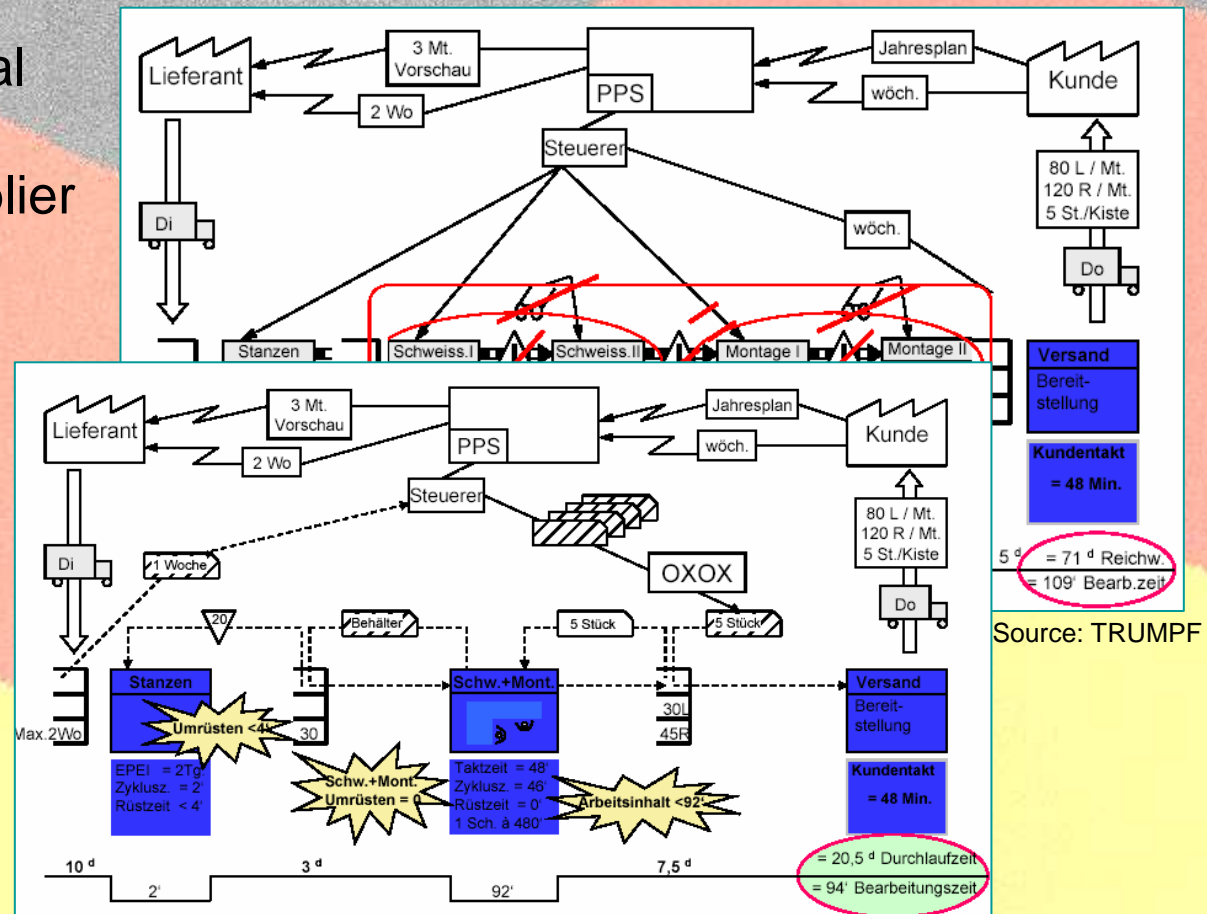 al
olier
Lieferant
3 Mt.
Vorschau
2 Wo
PPS
Jahresplan
wöch.
Kunde
Steuerer
80 L / Mt.
120 R / Mt.
5 St./Kiste
Di
wöch.
Do
Stanzen
Schweiss.I
Schweiss.II
Montage I
Montage II
Versand
Bereit-
stellung
Kundentakt
= 48 Min.
5 d
= 71 d Reichw.
= 109' Bearb.zeit
Source: TRUMPF
Lieferant
3 Mt.
Vorschau
2 Wo
PPS
Jahresplan
wöch.
Kunde
Steuerer
80 L / Mt.
120 R / Mt.
5 St./Kiste
Di
1 Woche
OXOX
Do
20
Behälter
5 Stück
5 Stück
Stanzen
Schw.+Mont.
Versand
Bereit-
stellung
Max.2Wo
Umrüsten <4'
30
30L
45R
EPEI = 2Tg.
Zyklusz. = 2'
Rüstzeit < 4'
Schw.+Mont.
Umrüsten = 0
Taktzeit = 48'
Zyklusz. = 46'
Rüstzeit = 0'
1 Sch. à 480'
Arbeitsinhalt <92'
Kundentakt
= 48 Min.
10 d
3 d
7,5 d
= 20,5 d Durchlaufzeit
2'
92'
= 94' Bearbeitungszeit